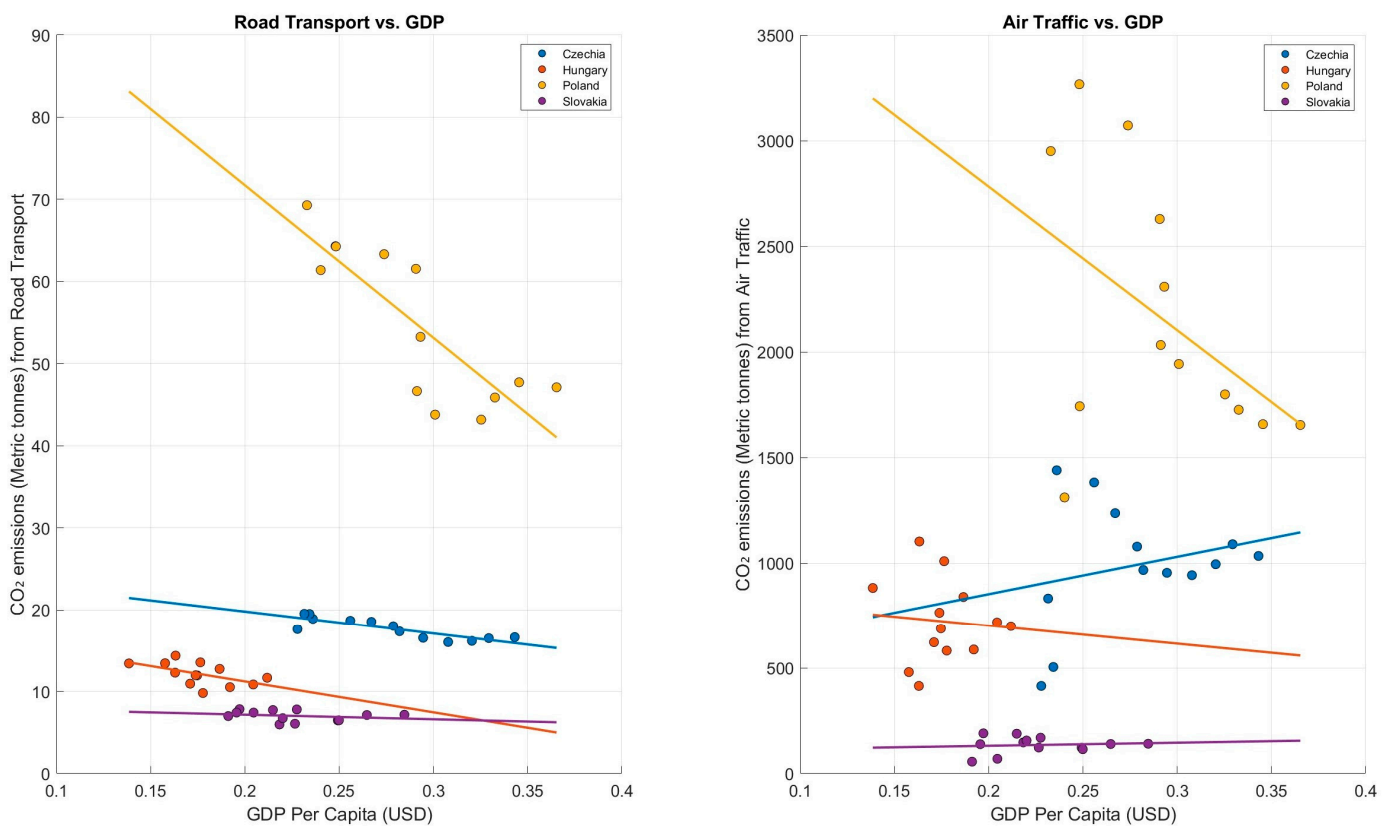 Road Transport vs. GDP
CO₂ emissions (Metric tonnes) from Road Transport
90
80
70
60
50
40
30
20
10
0
Czechia
Hungary
Poland
Slovakia
0.1 0.15 0.2 0.25 0.3 0.35 0.4
GDP Per Capita (USD)
Air Traffic vs. GDP
CO₂ emissions (Metric tonnes) from Air Traffic
3500
3000
2500
2000
1500
1000
500
0
Czechia
Hungary
Poland
Slovakia
0.1 0.15 0.2 0.25 0.3 0.35 0.4
GDP Per Capita (USD)